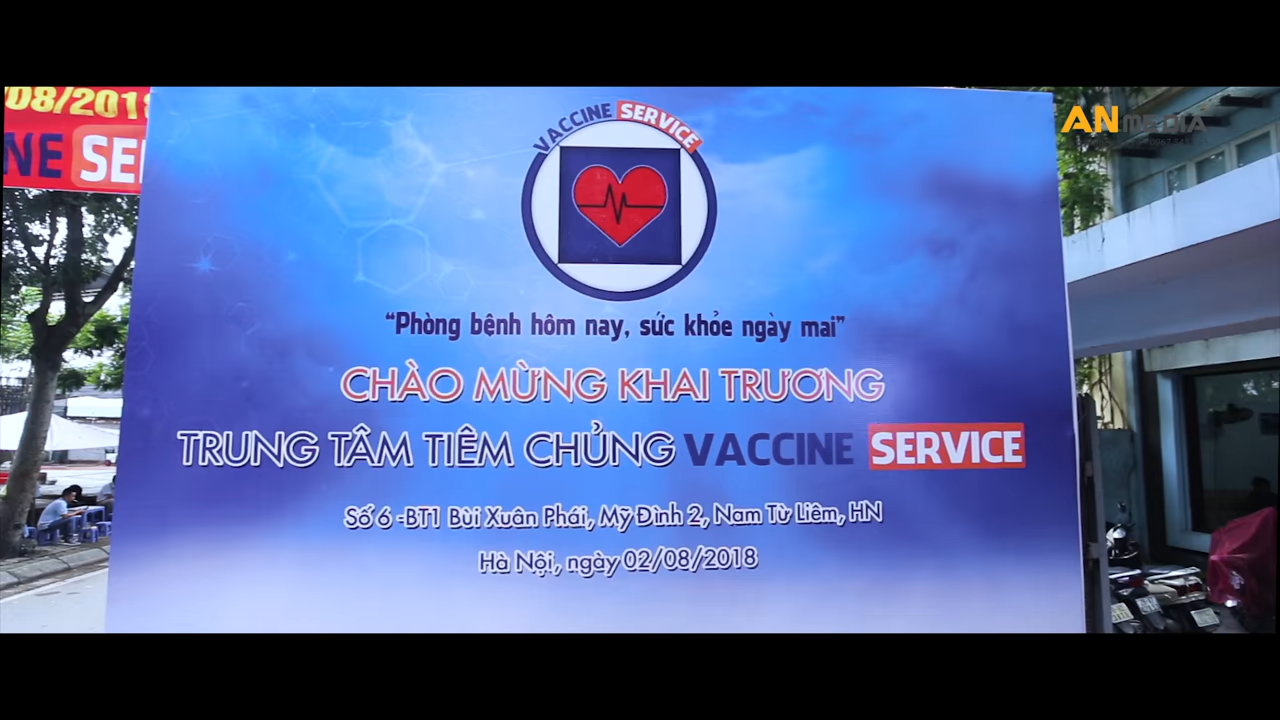 /08/2018
NE SE
AN MEDIA
VACCINE SERVICE
“Phòng bệnh hôm nay, sức khỏe ngày mai”
CHÀO MỪNG KHAI TRƯƠNG
TRUNG TÂM TIÊM CHỦNG VACCINE SERVICE
Số 6 -BT1 Bùi Xuân Phái, Mỹ Đình 2, Nam Từ Liêm, HN
Hà Nội, ngày 02/08/2018